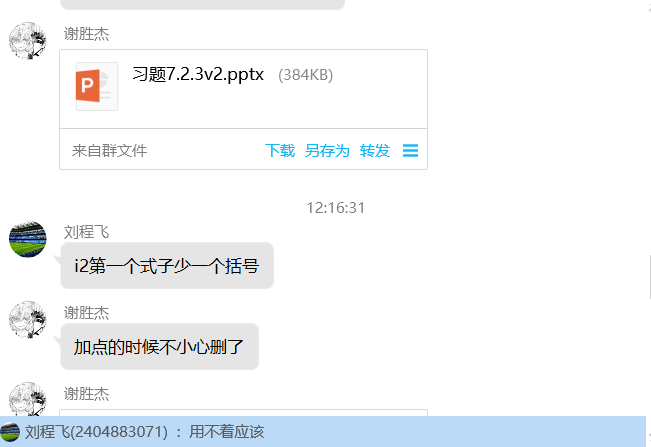 谢胜杰
习题7.2.3v2.pptx (384KB)
P
来自群文件 下载 另存为 转发
12:16:31
刘程飞
i2第一个式子少一个括号
谢胜杰
加点的时候不小心删了
谢胜杰
刘程飞(2404883071) : 用不着应该